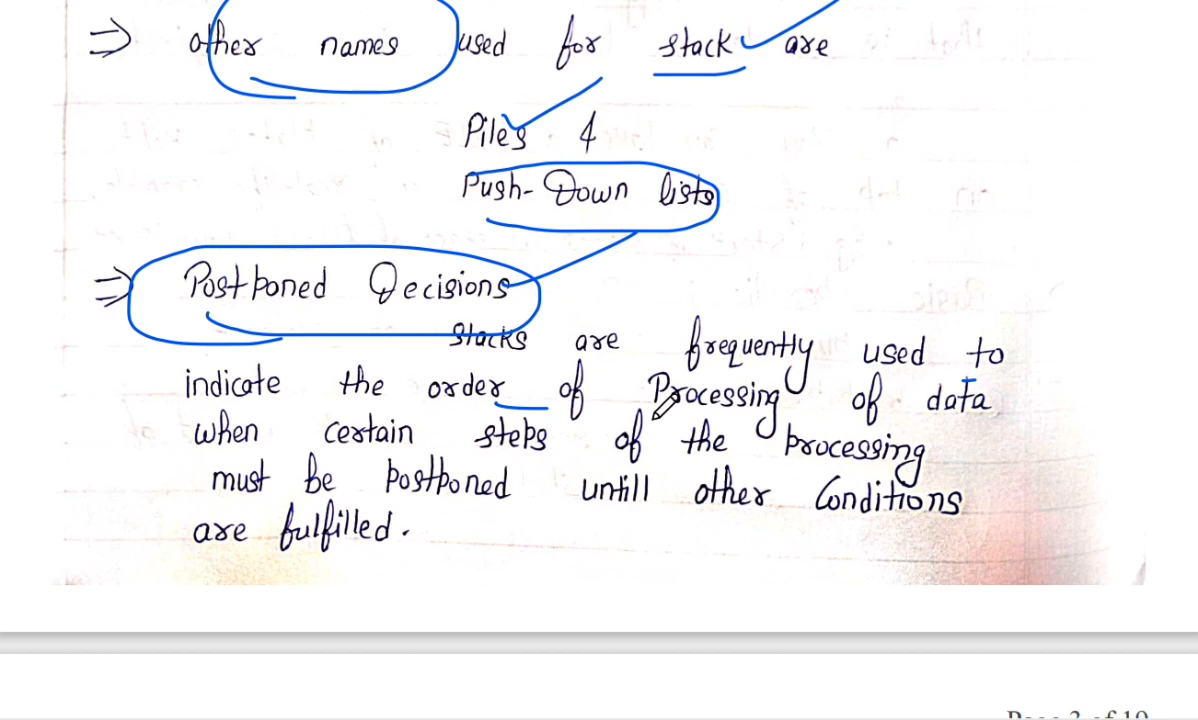 ⇒ other names used for stack are
Piles &
Push-Down lists
⇒ Postponed Decisions
Stacks are frequently used to
indicate the order of Processing of data
when certain steps of the processing
must be postponed untill other Conditions
are fulfilled.